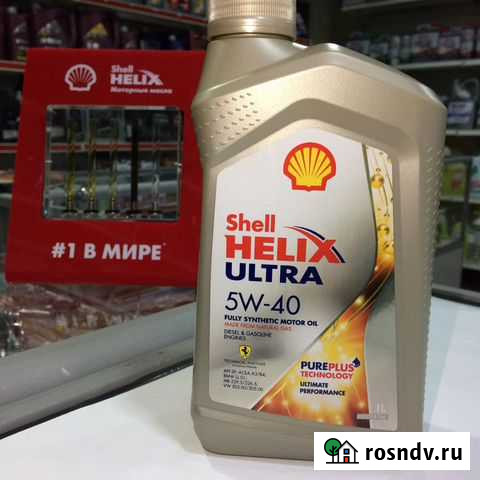 Shell
HELIX
Моторные масла
#1 В МИРЕ*
Shell
HELIX
ULTRA
5W-40
FULLY SYNTHETIC MOTOR OIL
MADE FROM NATURAL GAS
DIESEL & GASOLINE
ENGINES
PUREPLUS
TECHNOLOGY
ULTIMATE
PERFORMANCE
1L
rosndv.ru